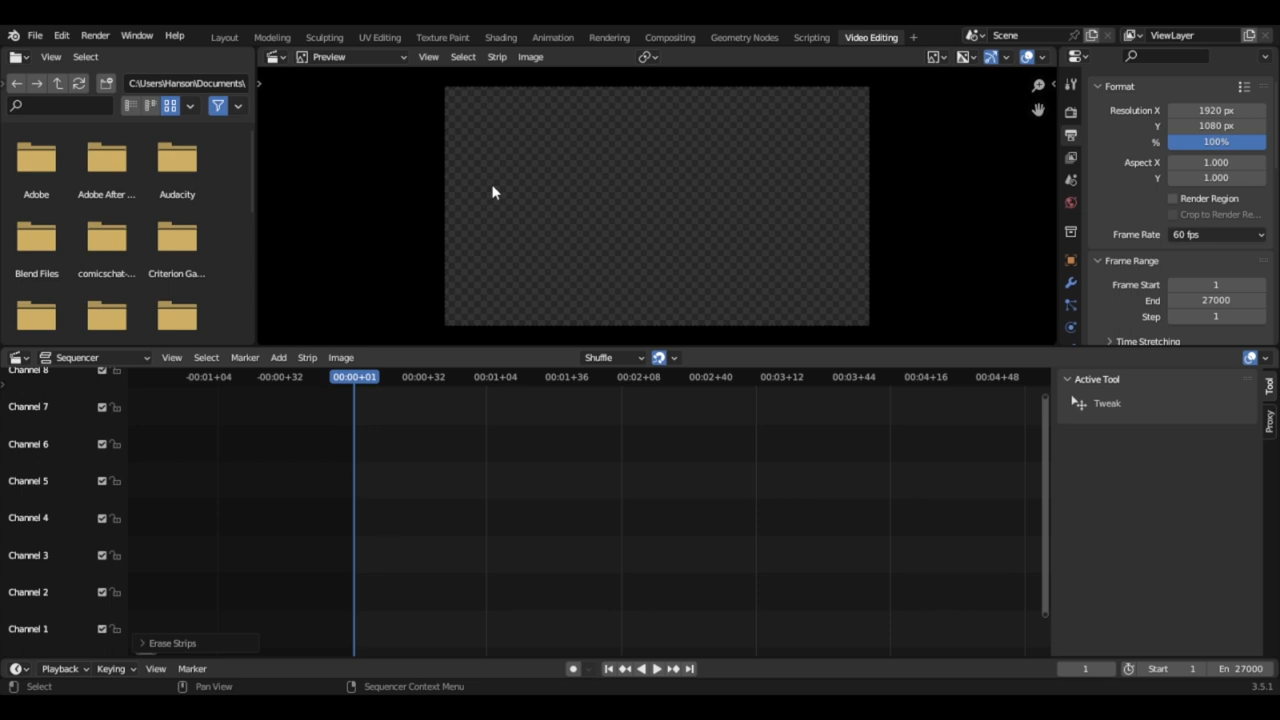 File Edit Render Window Help Layout Modeling Sculpting UV Editing Texture Paint Shading Animation Rendering Compositing Geometry Nodes Scripting Video Editing + Scene ViewLayer
View Select Preview View Select Strip Image
C:\Users\Hanson\Documents\
Format
Resolution X 1920 px
Y 1080 px
% 100%
Aspect X 1.000
Y 1.000
Render Region
Crop to Render Re...
Frame Rate 60 fps
Frame Range
Frame Start 1
End 27000
Step 1
Time Stretching
Adobe Adobe After ... Audacity
Blend Files comicschat-... Criterion Ga...
Sequencer View Select Marker Add Strip Image Shuffle
Channel 8 -00:01+04 -00:00+32 00:00+01 00:00+32 00:01+04 00:01+36 00:02+08 00:02+40 00:03+12 00:03+44 00:04+16 00:04+48
Channel 7
Channel 6
Channel 5
Channel 4
Channel 3
Channel 2
Channel 1
Erase Strips
Active Tool
Tweak
Tool
Proxy
Playback Keying View Marker 1 Start 1 En 27000
Select Pan View Sequencer Context Menu 3.5.1